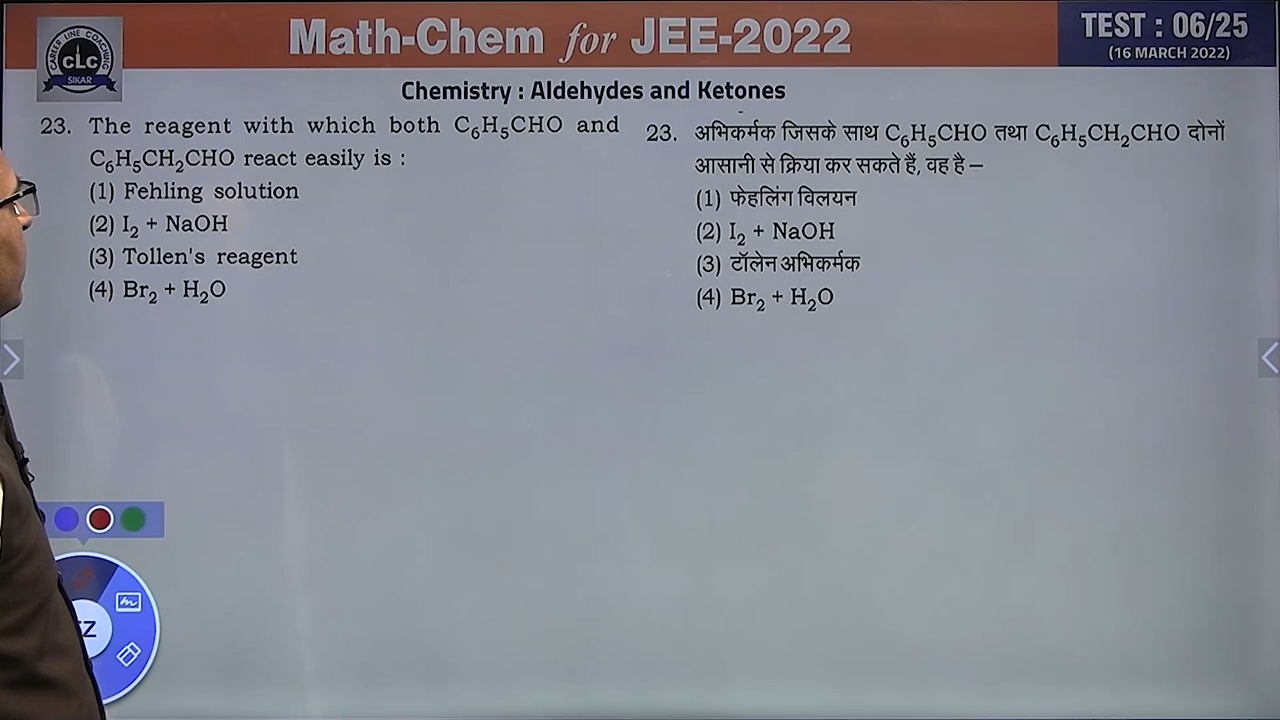 CAREER LINE COACHING
CLC
SIKAR
Math-Chem for JEE-2022
TEST : 06/25
(16 MARCH 2022)
Chemistry : Aldehydes and Ketones
23. The reagent with which both C₆H₅CHO and
C₆H₅CH₂CHO react easily is :
(1) Fehling solution
(2) I₂ + NaOH
(3) Tollen's reagent
(4) Br₂ + H₂O
23. अभिकर्मक जिसके साथ C₆H₅CHO तथा C₆H₅CH₂CHO दोनों
आसानी से क्रिया कर सकते हैं, वह है –
(1) फेहलिंग विलयन
(2) I₂ + NaOH
(3) टॉलेन अभिकर्मक
(4) Br₂ + H₂O